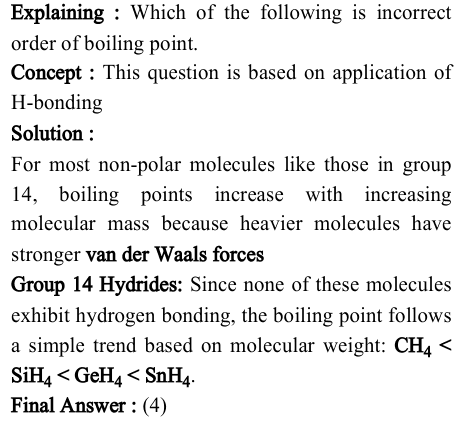 Explaining : Which of the following is incorrect
order of boiling point.
Concept : This question is based on application of
H-bonding
Solution :
For most non-polar molecules like those in group
14, boiling points increase with increasing
molecular mass because heavier molecules have
stronger van der Waals forces
Group 14 Hydrides: Since none of these molecules
exhibit hydrogen bonding, the boiling point follows
a simple trend based on molecular weight: CH₄ <
SiH₄ < GeH₄ < SnH₄.
Final Answer : (4)